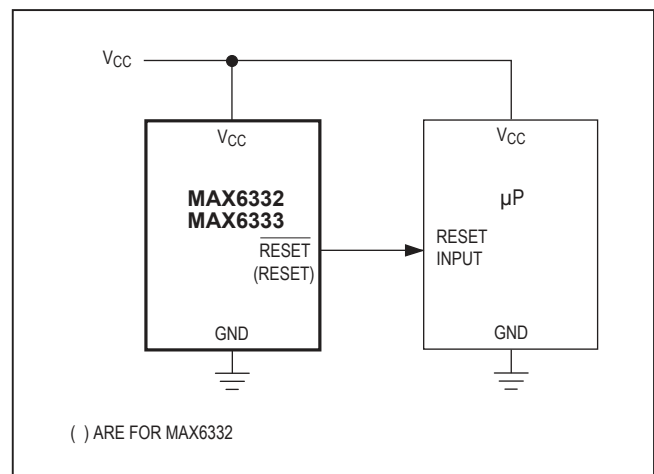 VCC
VCC
MAX6332
MAX6333
RESET
(RESET)
GND
VCC
µP
RESET
INPUT
GND
( ) ARE FOR MAX6332